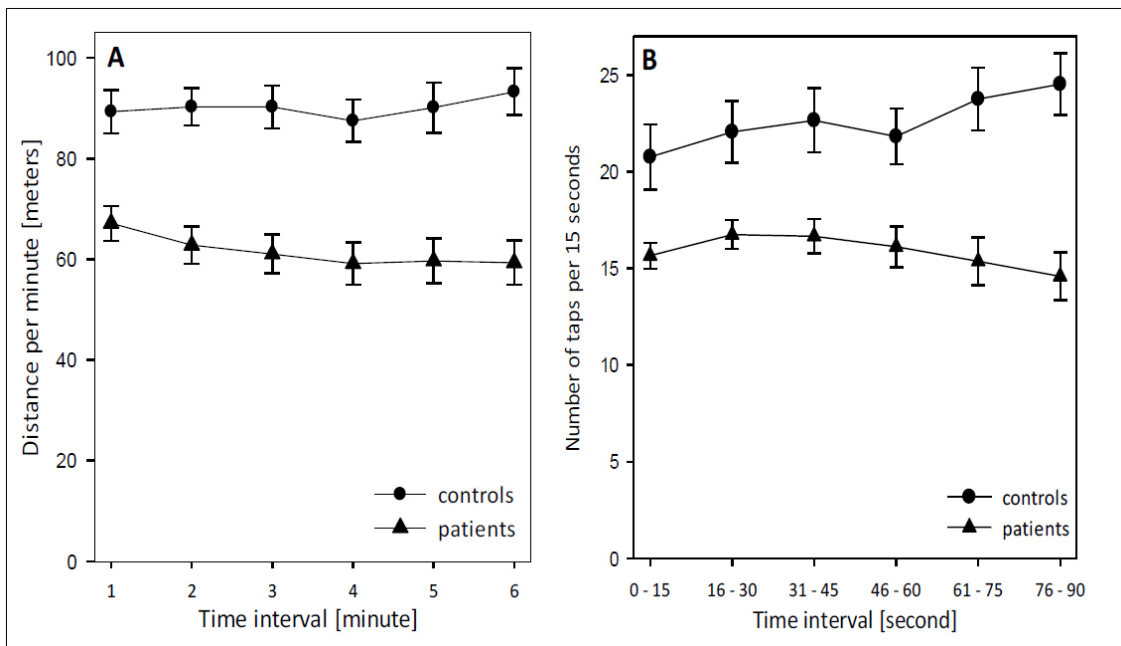 A
Distance per minute [meters]
100
80
60
40
20
0
1 2 3 4 5 6
Time interval [minute]
controls
patients
B
Number of taps per 15 seconds
25
20
15
10
5
0
0 - 15 16 - 30 31 - 45 46 - 60 61 - 75 76 - 90
Time interval [second]
controls
patients